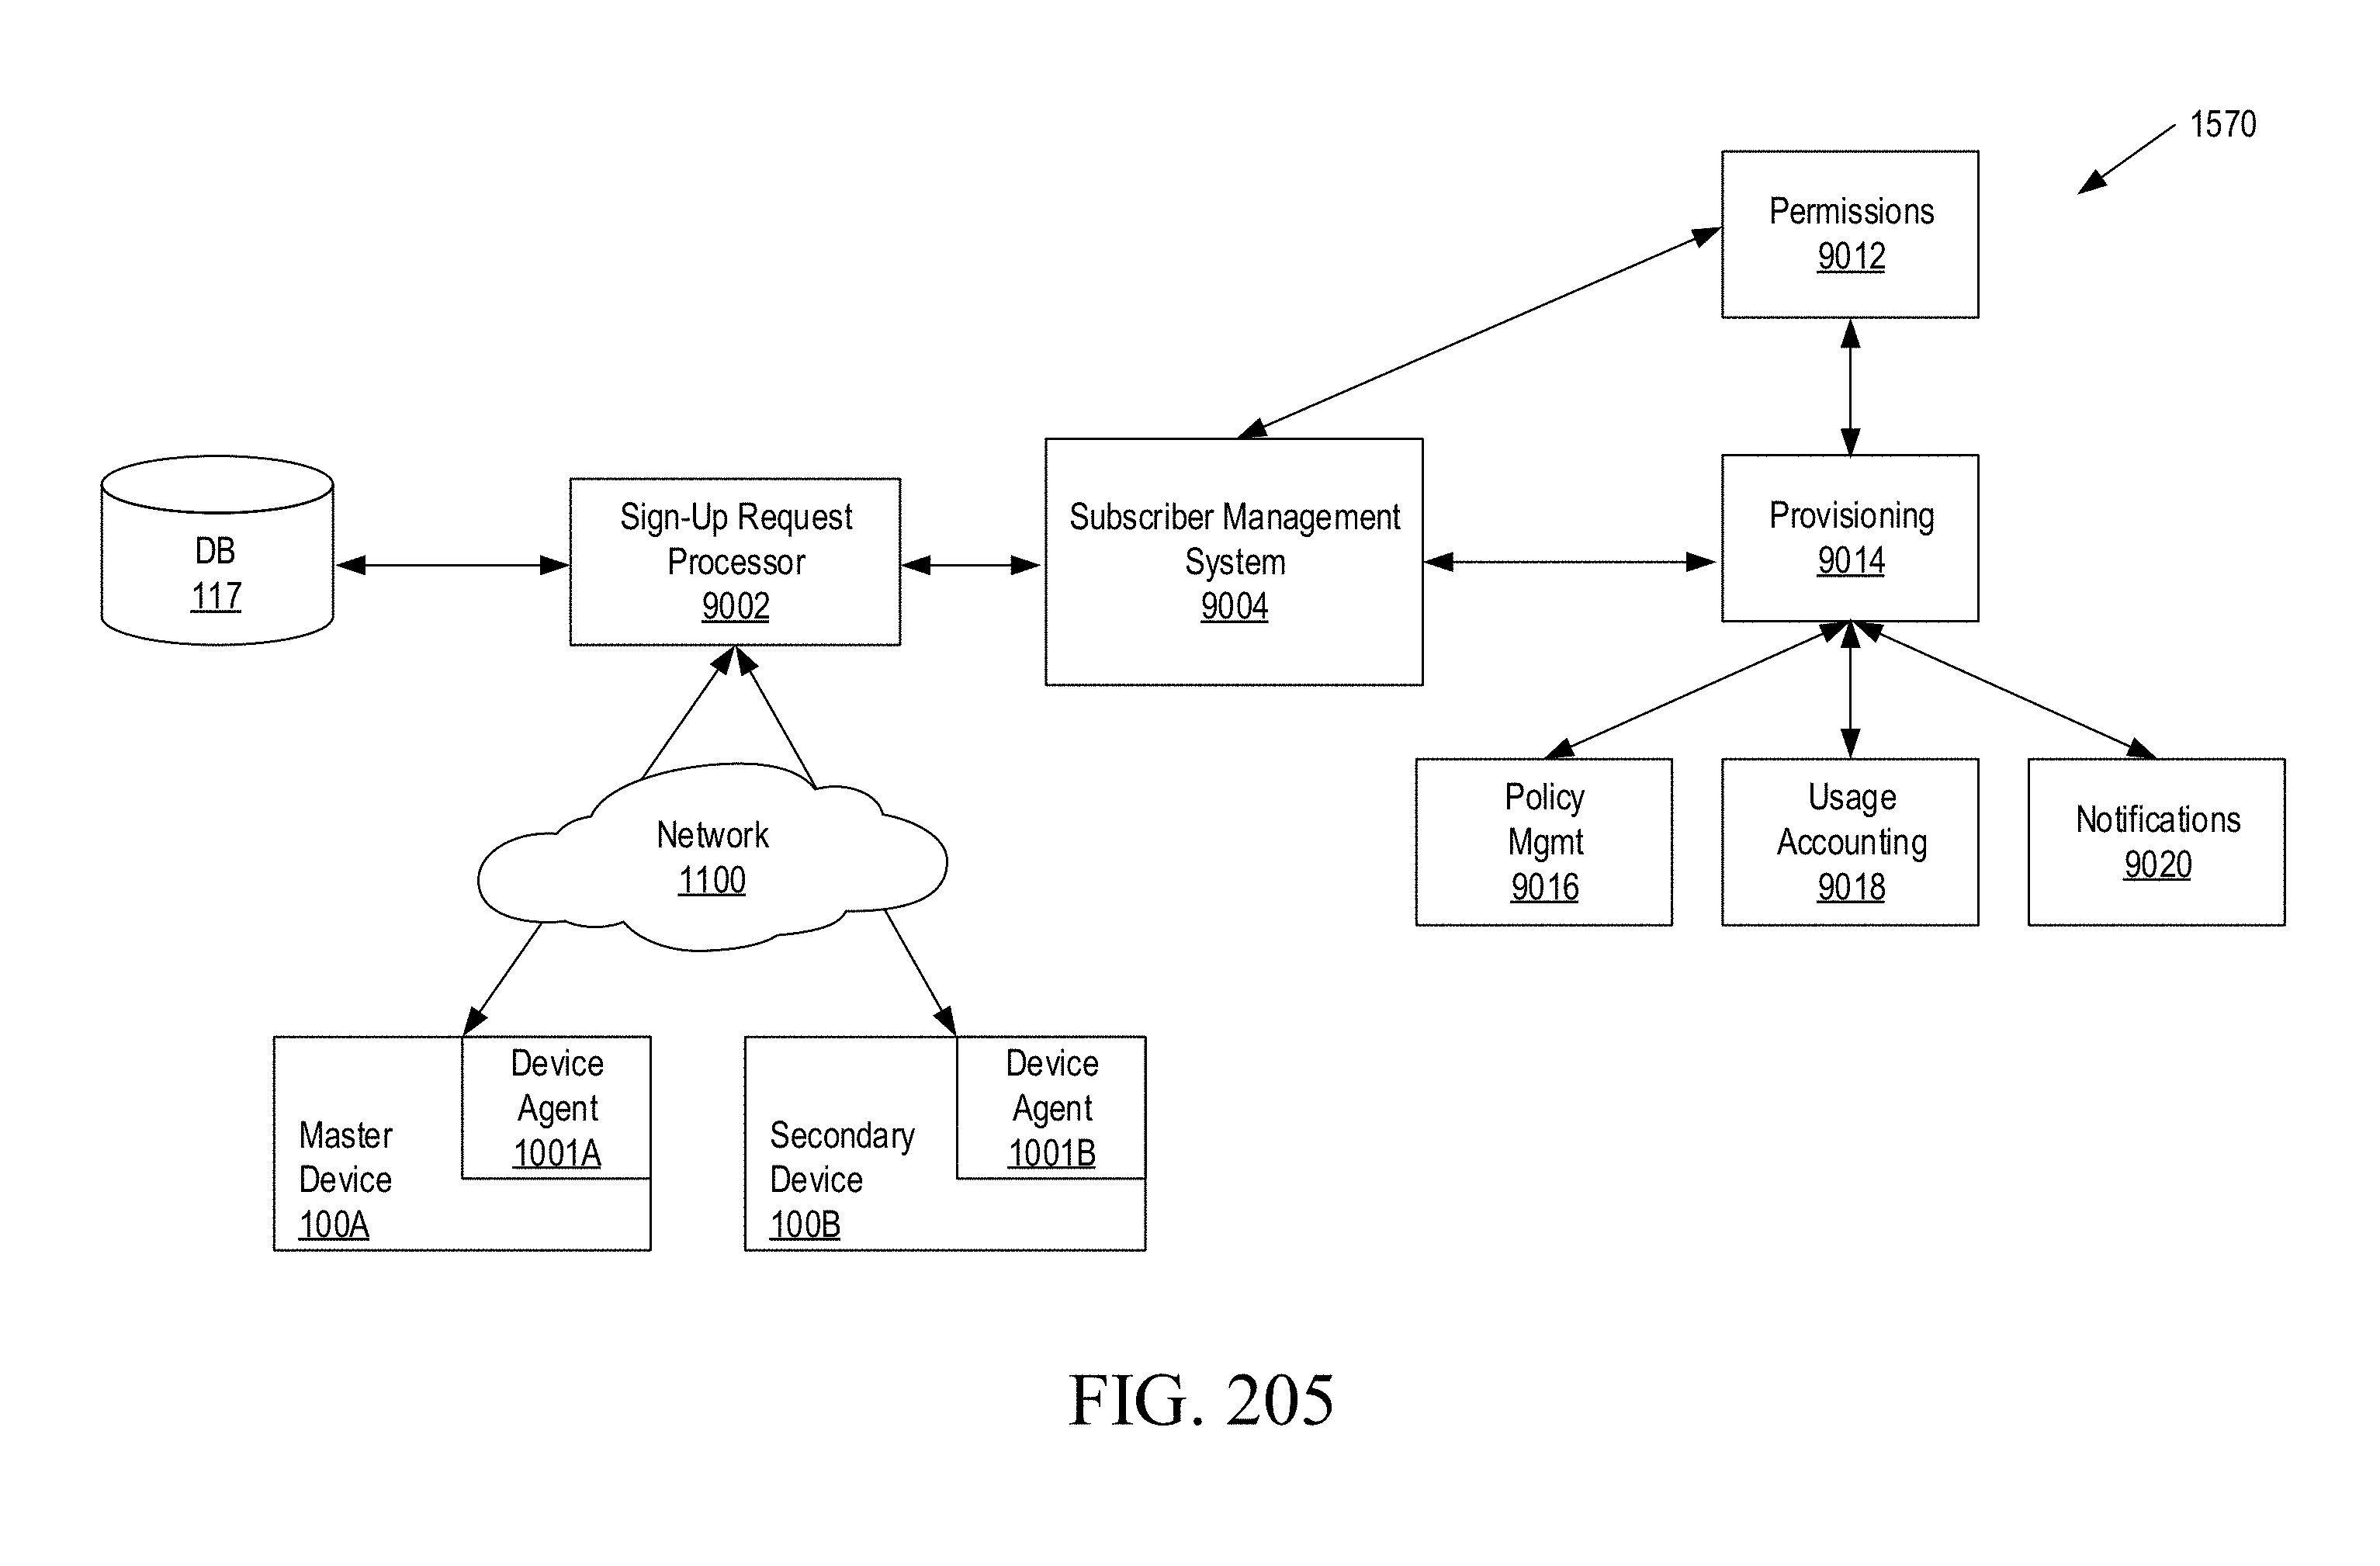 1570
Permissions
9012
DB
117
Sign-Up Request
Processor
9002
Subscriber Management
System
9004
Provisioning
9014
Policy
Mgmt
9016
Usage
Accounting
9018
Notifications
9020
Network
1100
Master
Device
100A
Device
Agent
1001A
Secondary
Device
100B
Device
Agent
1001B
FIG. 205